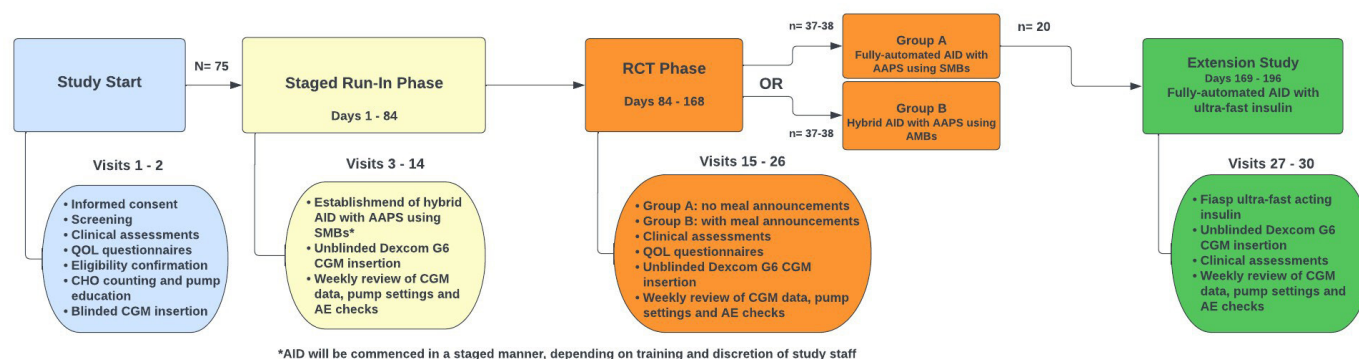 Study Start
N= 75
Staged Run-In Phase
Days 1 - 84
RCT Phase
Days 84 - 168
n= 37-38
OR
n= 37-38
Group A
Fully-automated AID with
AAPS using SMBs
Group B
Hybrid AID with AAPS using
AMBs
n= 20
Extension Study
Days 169 - 196
Fully-automated AID with
ultra-fast insulin
Visits 1 - 2
• Informed consent
• Screening
• Clinical assessments
• QOL questionnaires
• Eligibility confirmation
• CHO counting and pump
education
• Blinded CGM insertion
Visits 3 - 14
• Establishmend of hybrid
AID with AAPS using
SMBs*
• Unblinded Dexcom G6
CGM insertion
• Weekly review of CGM
data, pump settings and
AE checks
Visits 15 - 26
• Group A: no meal announcements
• Group B: with meal announcements
• Clinical assessments
• QOL questionnaires
• Unblinded Dexcom G6 CGM
insertion
• Weekly review of CGM data, pump
settings and AE checks
Visits 27 - 30
• Fiasp ultra-fast acting
insulin
• Unblinded Dexcom G6
CGM insertion
• Clinical assessments
• Weekly review of CGM
data, pump settings and
AE checks
*AID will be commenced in a staged manner, depending on training and discretion of study staff